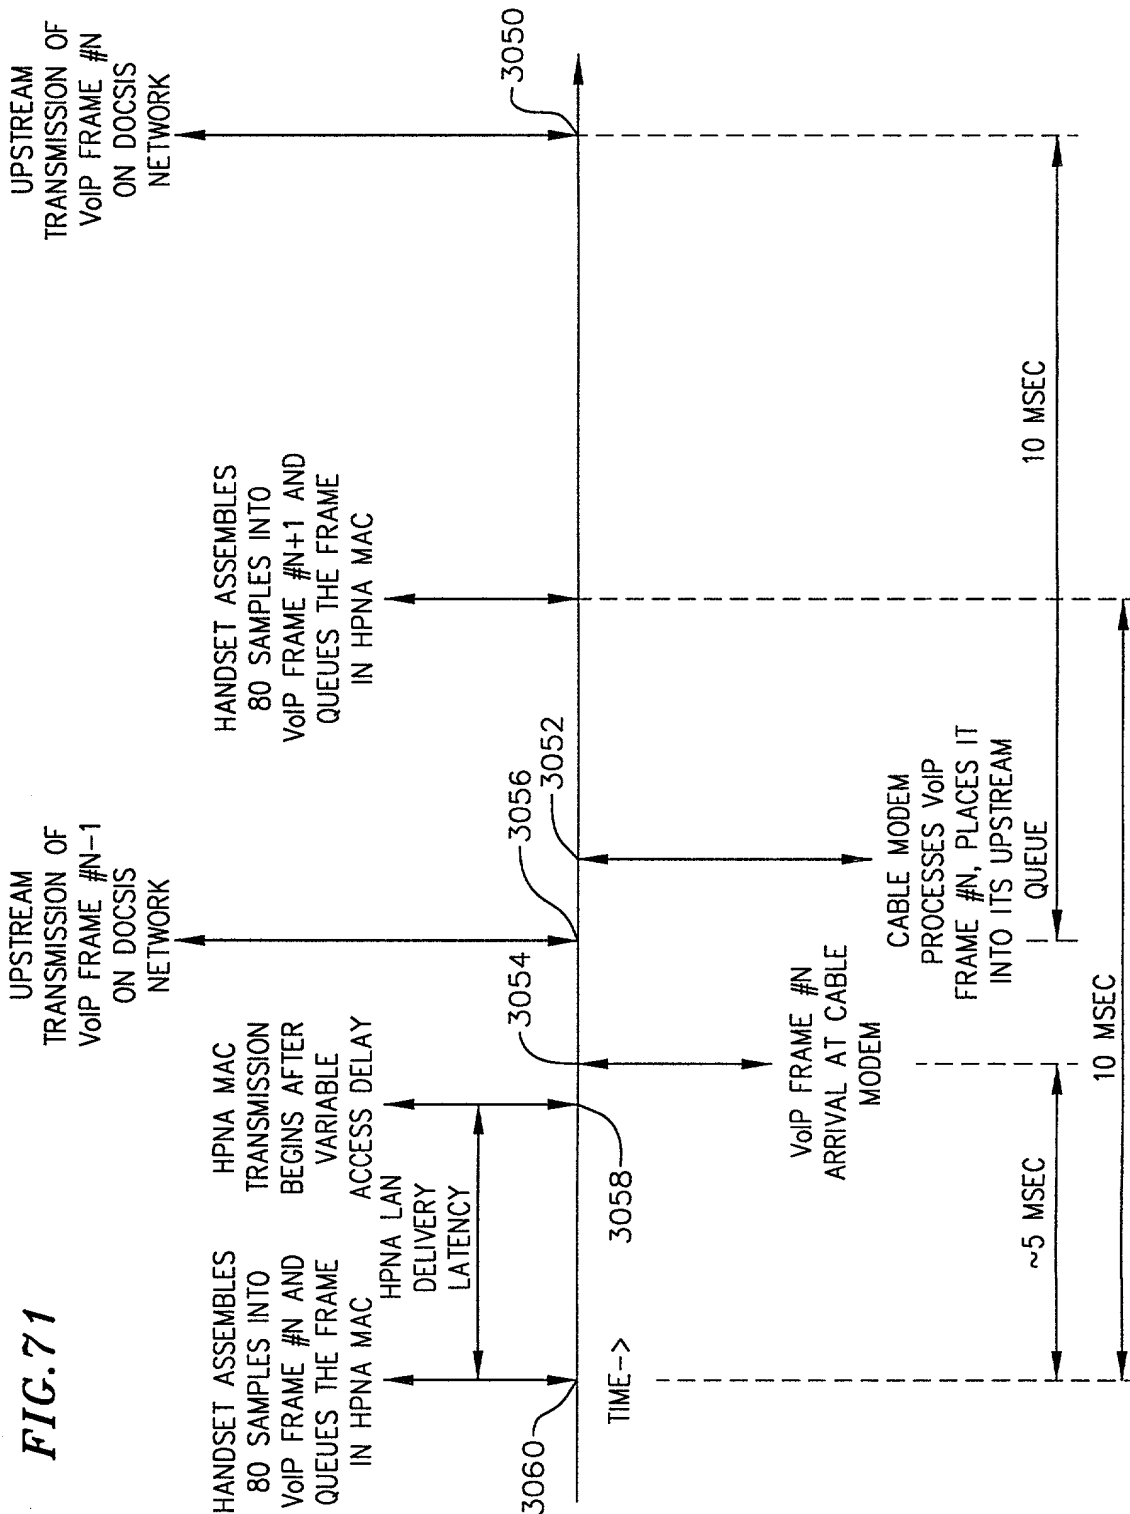 FIG.71
HANDSET ASSEMBLES
80 SAMPLES INTO
VoIP FRAME #N AND
QUEUES THE FRAME
IN HPNA MAC
HPNA LAN
DELIVERY
LATENCY
HPNA MAC
TRANSMISSION
BEGINS AFTER
VARIABLE
ACCESS DELAY
UPSTREAM
TRANSMISSION OF
VoIP FRAME #N-1
ON DOCSIS
NETWORK
HANDSET ASSEMBLES
80 SAMPLES INTO
VoIP FRAME #N+1 AND
QUEUES THE FRAME
IN HPNA MAC
UPSTREAM
TRANSMISSION OF
VoIP FRAME #N
ON DOCSIS
NETWORK
3060
3058
3054
3056
3052
3050
TIME->
VoIP FRAME #N
ARRIVAL AT CABLE
MODEM
CABLE MODEM
PROCESSES VoIP
FRAME #N, PLACES IT
INTO ITS UPSTREAM
QUEUE
~5 MSEC
10 MSEC
10 MSEC